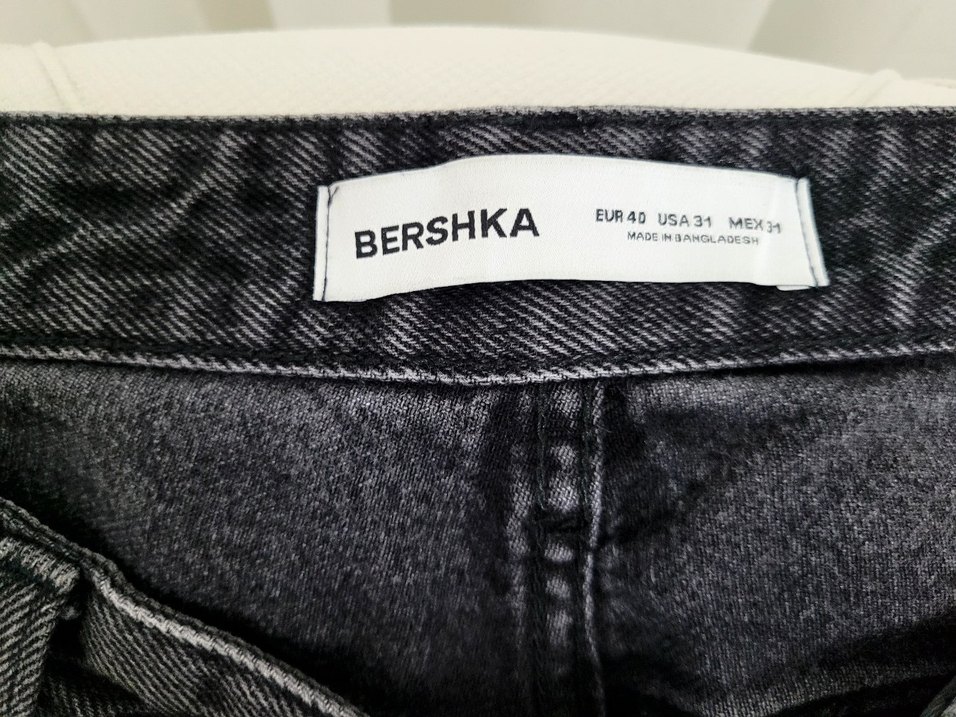 BERSHKA
EUR 40 USA 31 MEX 31
MADE IN BANGLADESH